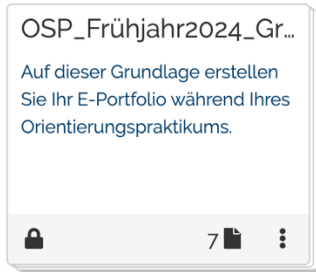 OSP_Frühjahr2024_Gr...
Auf dieser Grundlage erstellen
Sie Ihr E-Portfolio während Ihres
Orientierungspraktikums.
7